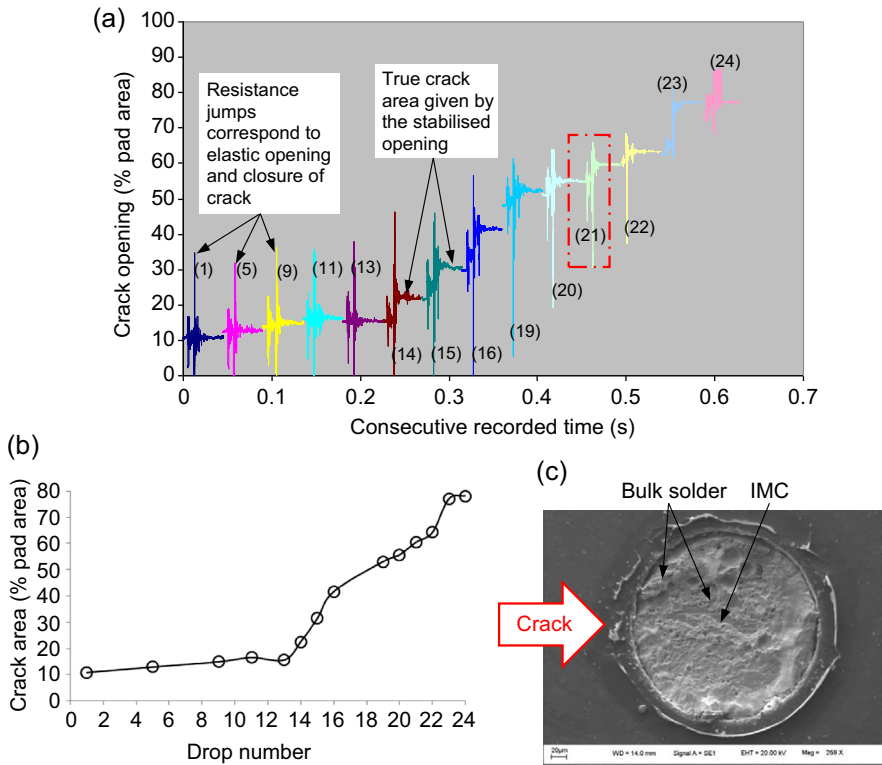 (a)
Crack opening (% pad area)
100
90
80
70
60
50
40
30
20
10
0
Resistance
jumps
correspond to
elastic opening
and closure of
crack
True crack
area given by
the stabilised
opening
(1)
(5)
(9)
(11)
(13)
(14)
(15)
(16)
(19)
(20)
(21)
(22)
(23)
(24)
0
0.1
0.2
0.3
0.4
0.5
0.6
0.7
Consecutive recorded time (s)
(b)
Crack area (% pad area)
80
70
60
50
40
30
20
10
0
0 2 4 6 8 10 12 14 16 18 20 22 24
Drop number
(c)
Bulk solder
IMC
Crack
20µm
WD = 14.0 mm
Signal A = SE1
EHT = 20.00 kV
Mag = 259 X